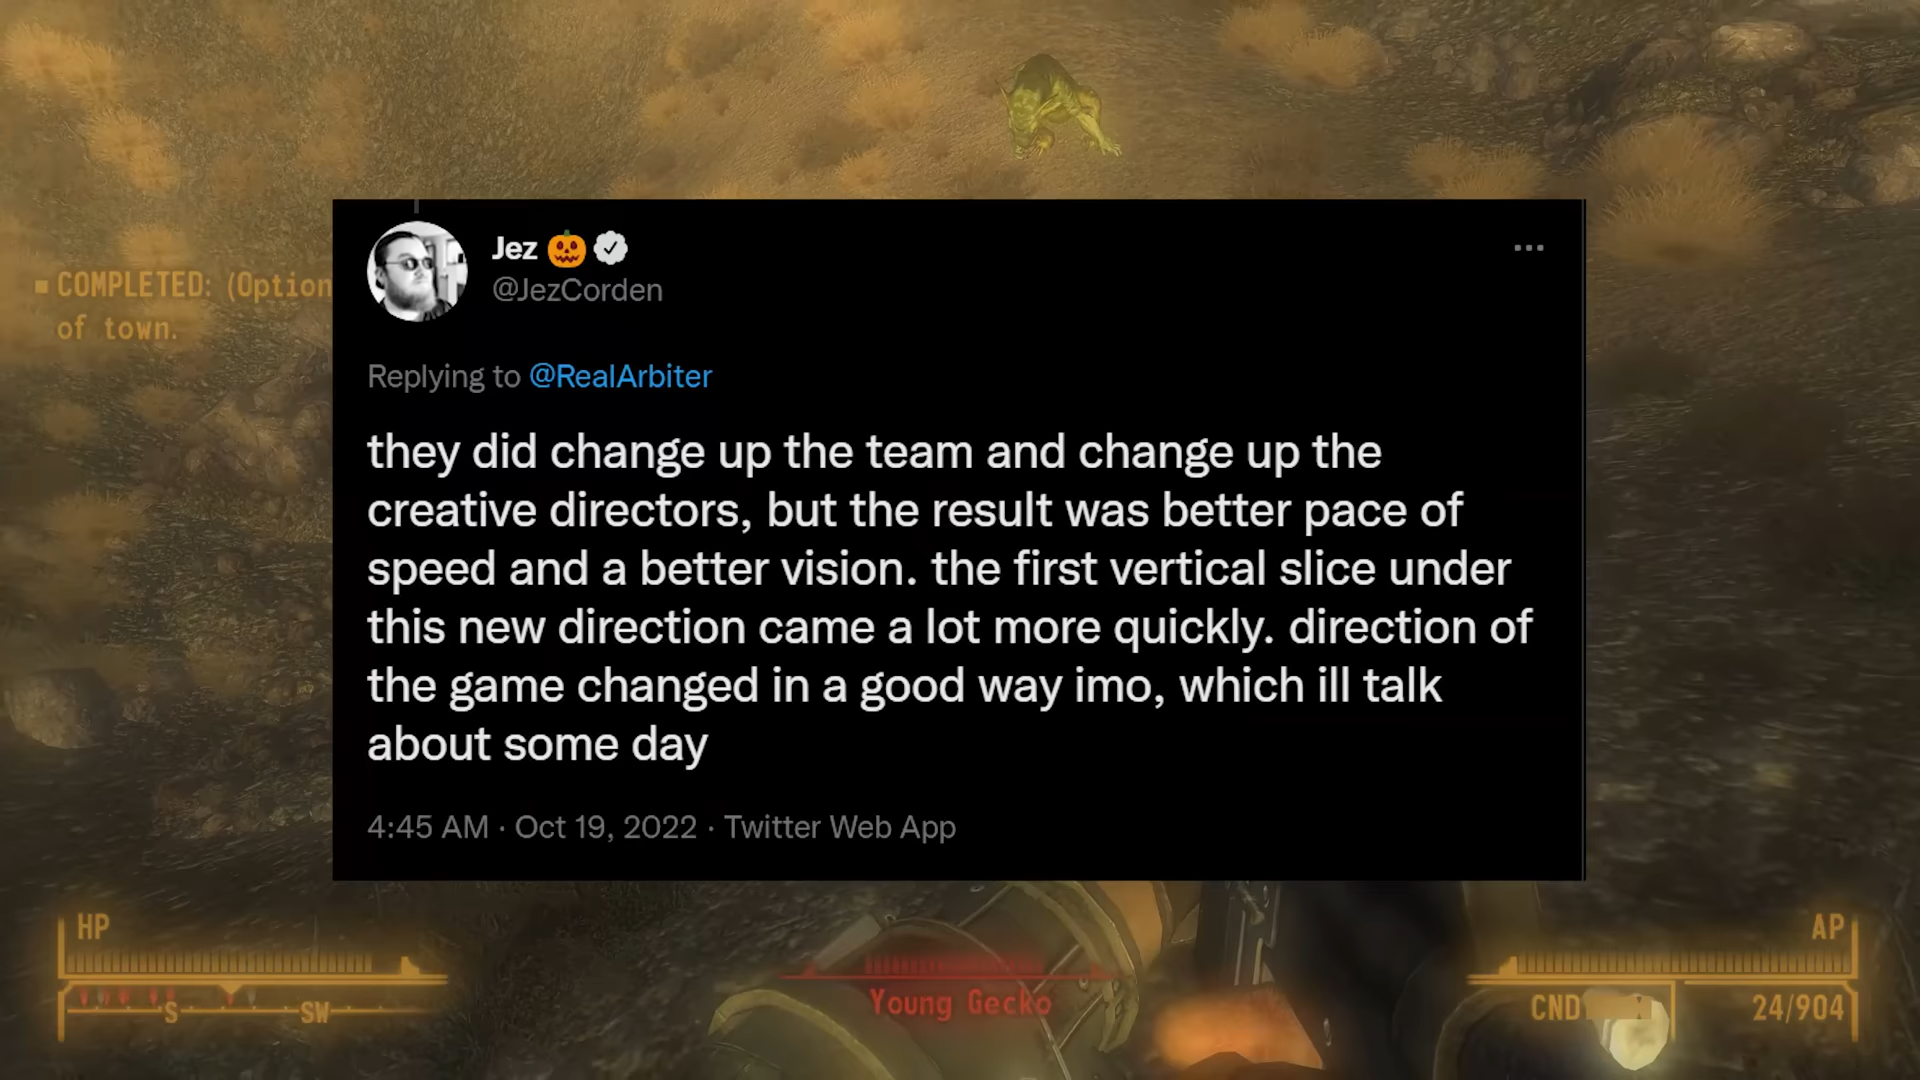 Jez 🎃
@JezCorden
Replying to @RealArbiter
they did change up the team and change up the
creative directors, but the result was better pace of
speed and a better vision. the first vertical slice under
this new direction came a lot more quickly. direction of
the game changed in a good way imo, which ill talk
about some day
4:45 AM · Oct 19, 2022 · Twitter Web App
COMPLETED: (Option
of town.
HP
S
SW
Young Gecko
AP
CND
24/904